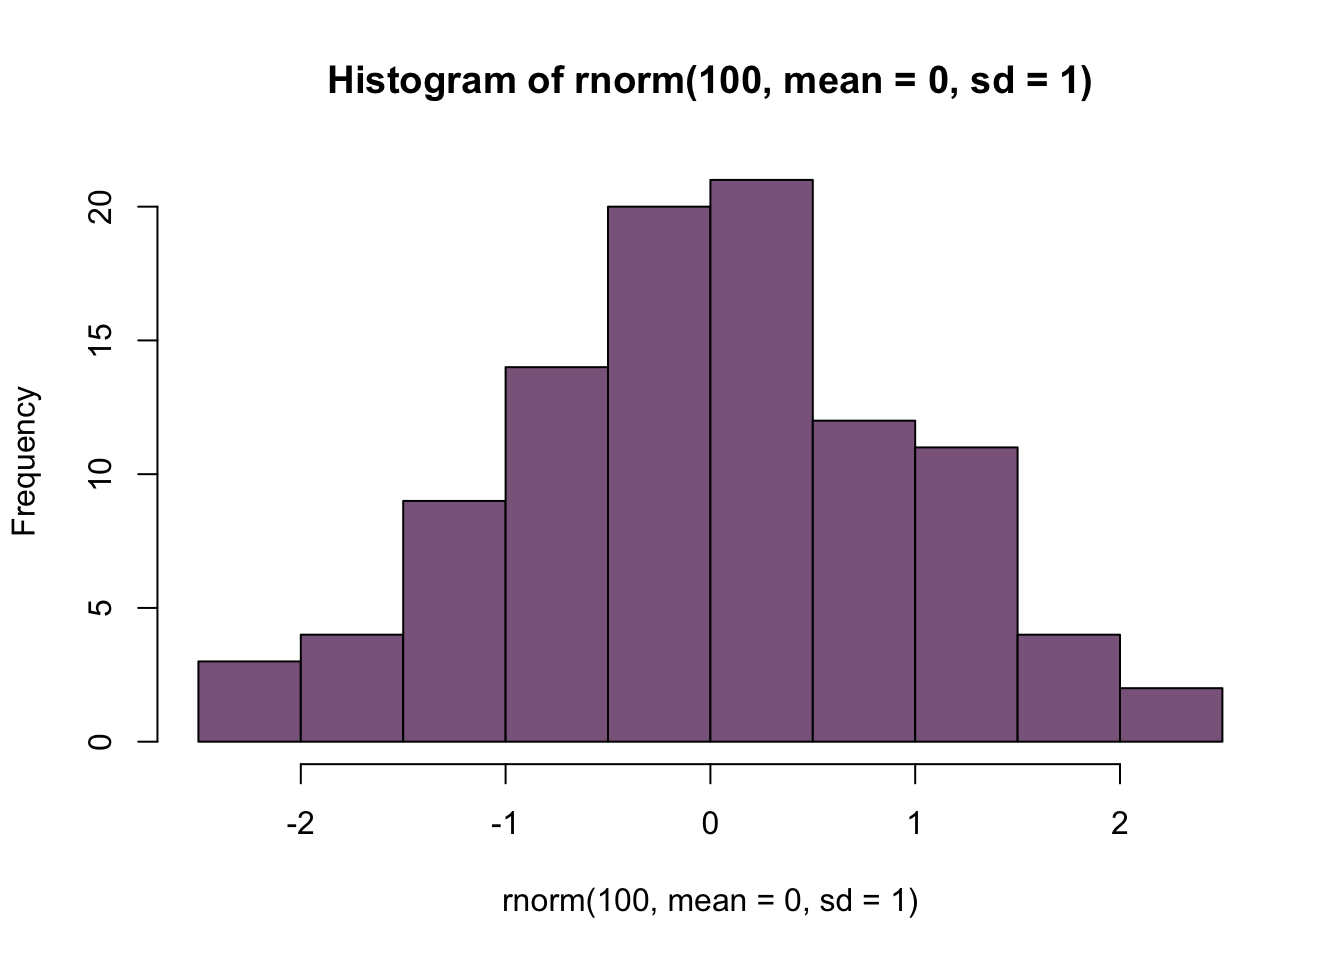 Histogram of rnorm(100, mean = 0, sd = 1)
Frequency
20
15
10
5
0
-2 -1 0 1 2
rnorm(100, mean = 0, sd = 1)